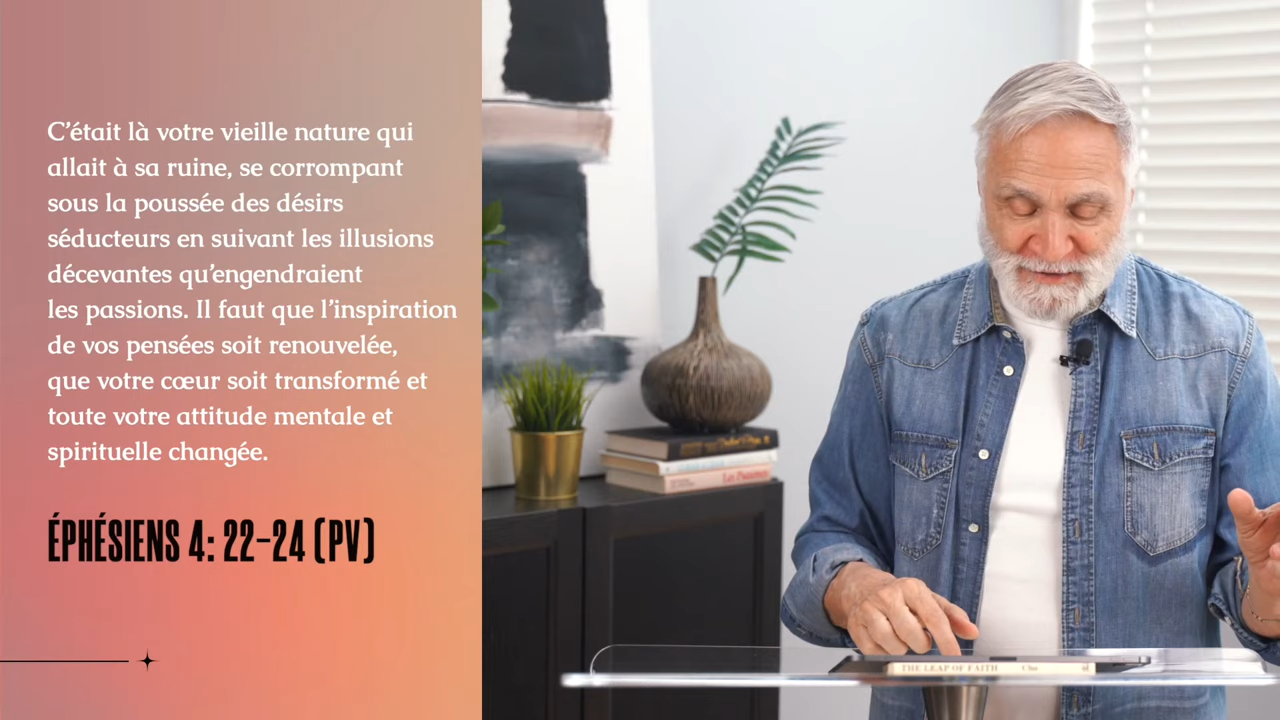 C’était là votre vieille nature qui
allait à sa ruine, se corrompant
sous la poussée des désirs
séducteurs en suivant les illusions
décevantes qu’engendraient
les passions. Il faut que l’inspiration
de vos pensées soit renouvelée,
que votre cœur soit transformé et
toute votre attitude mentale et
spirituelle changée.
ÉPHÉSIENS 4: 22-24 (PV)
THE LEAP OF FAITH